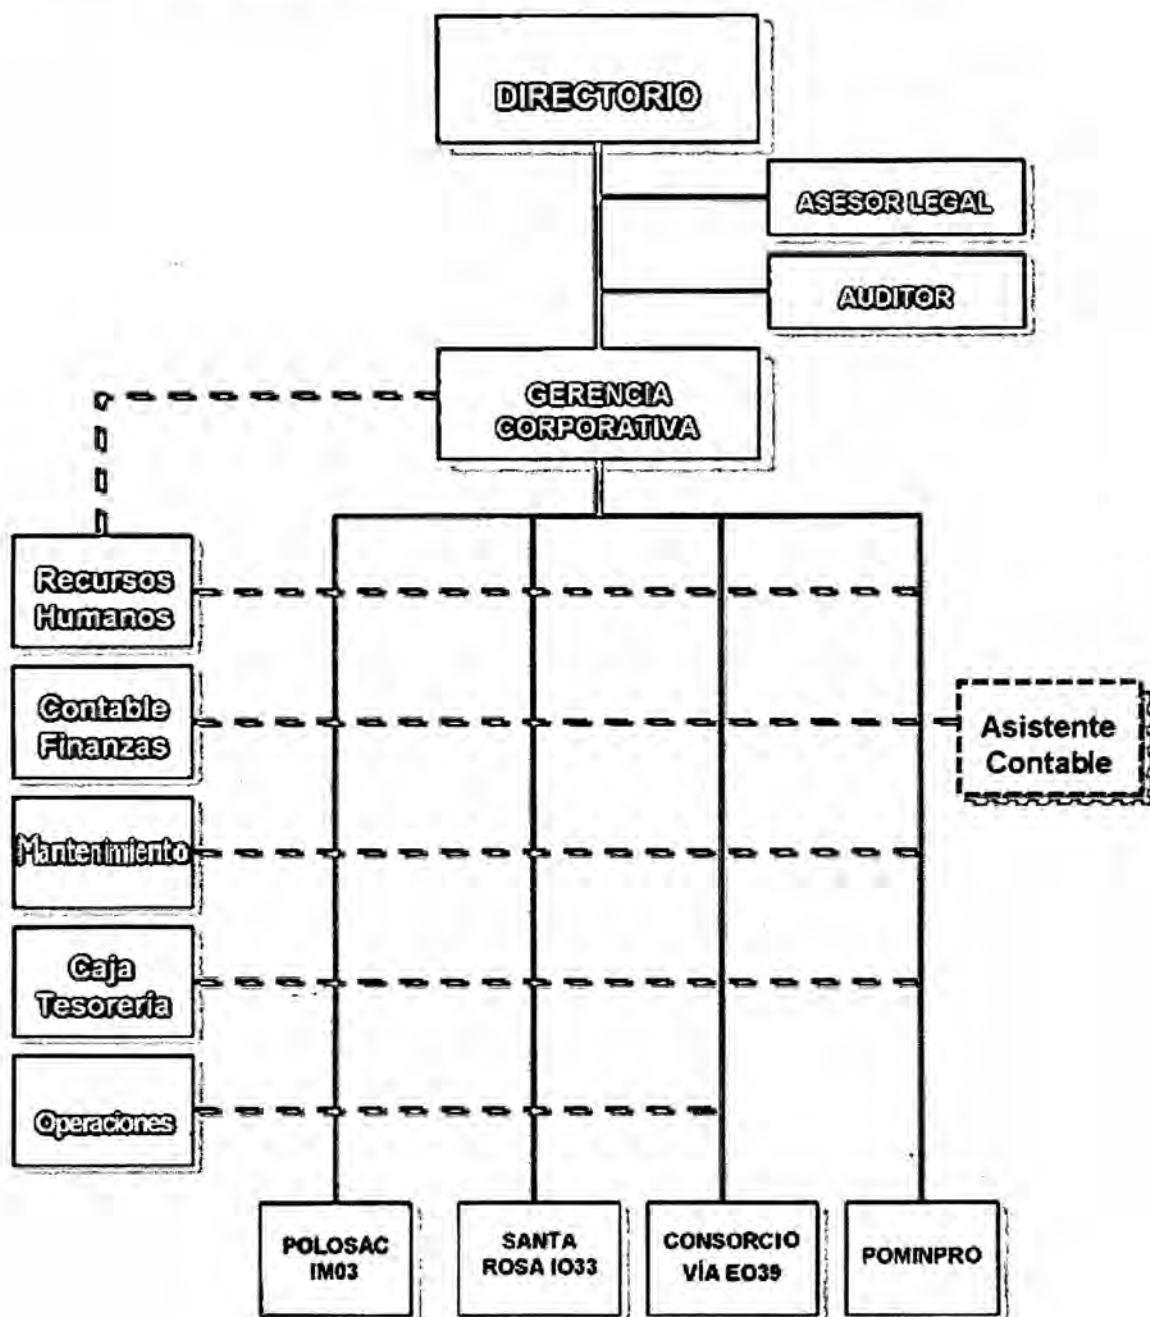 DIRECTORIO
ASESOR LEGAL
AUDITOR
GERENCIA
CORPORATIVA
Recursos
Humanos
Contable
Finanzas
Asistente
Contable
Mantenimiento
Caja
Tesorería
Operaciones
POLOSAC
IM03
SANTA
ROSA IO33
CONSORCIO
VÍA EO39
POMINPRO